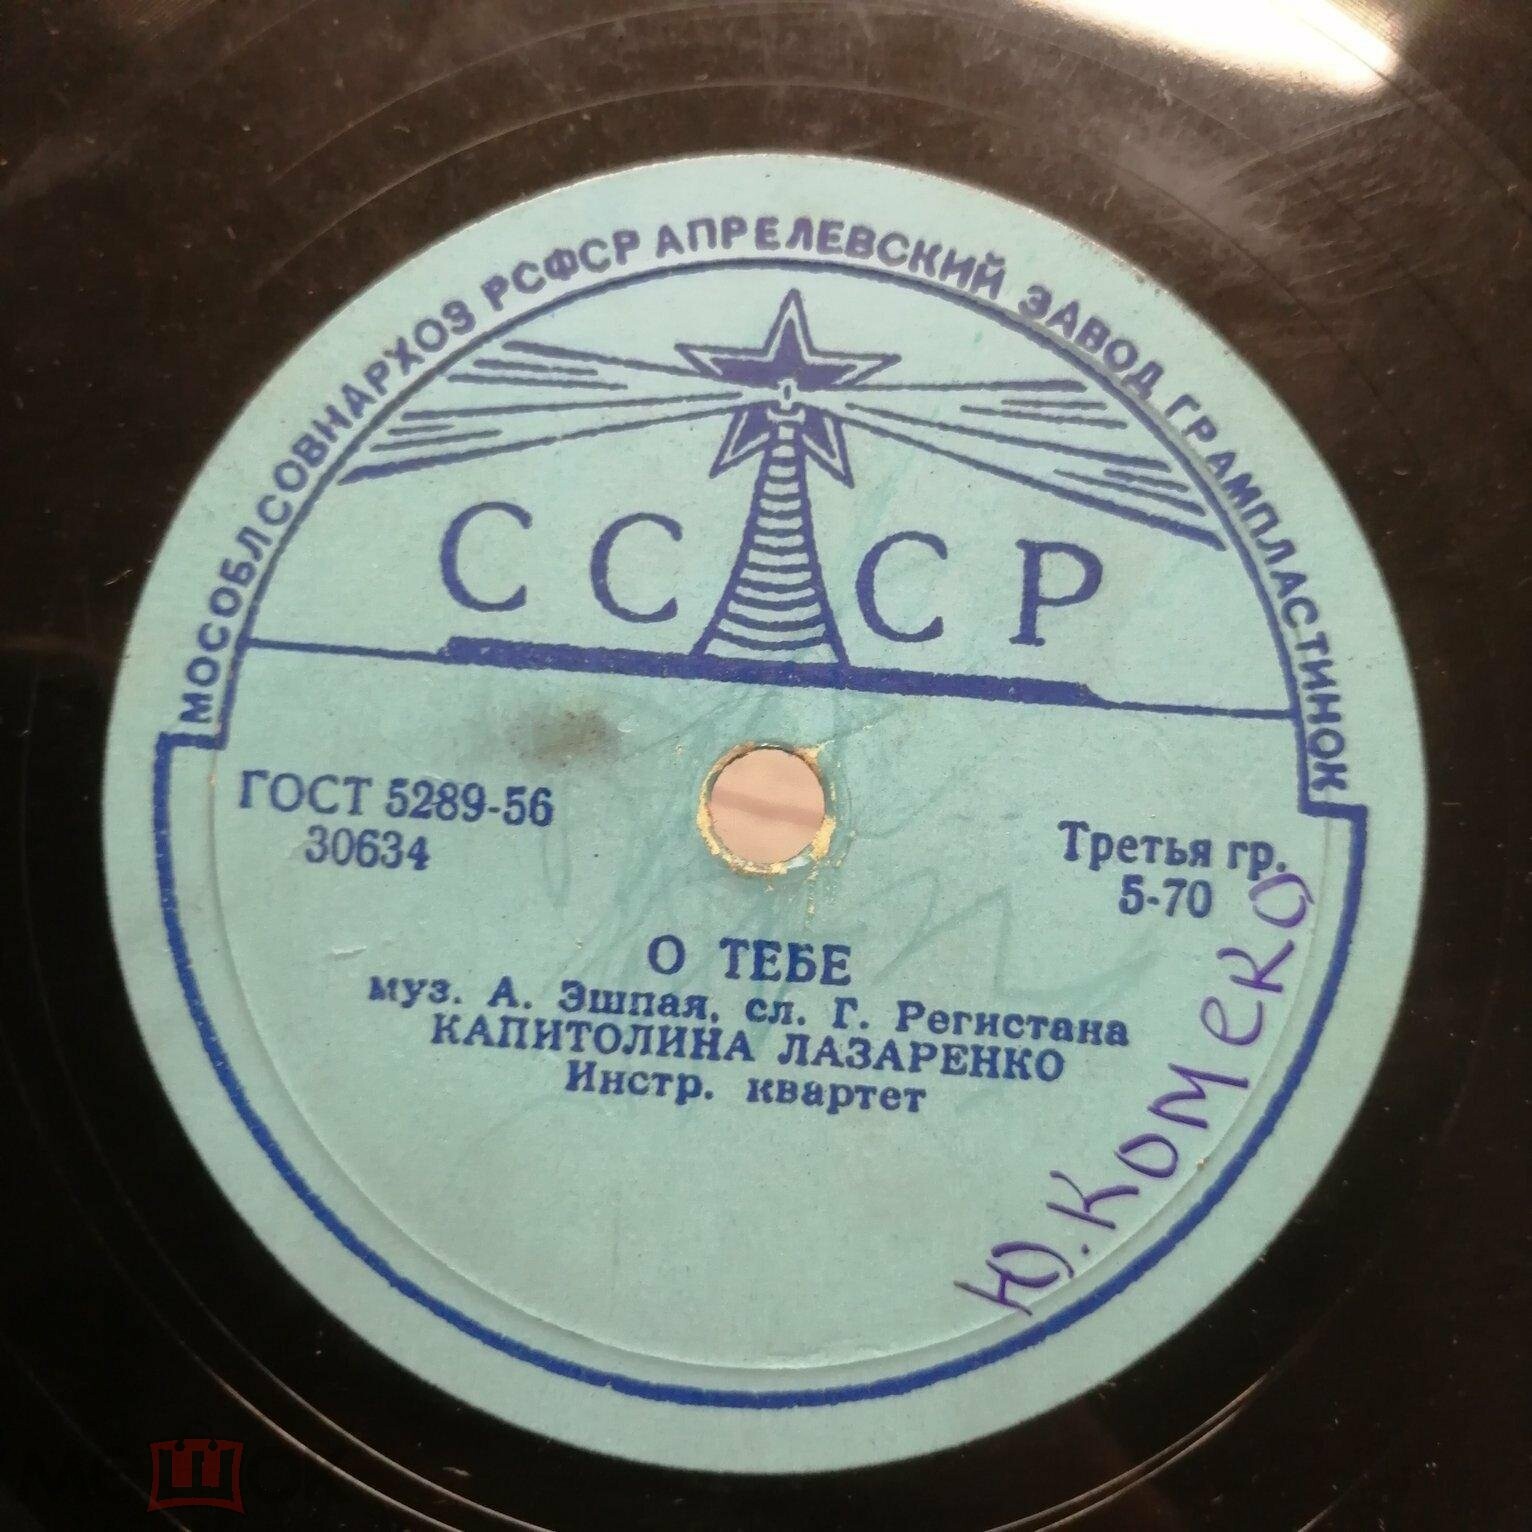 МОСОБЛСОВНАРХОЗ РСФСР АПРЕЛЕВСКИЙ ЗАВОД ГРАМПЛАСТИНОК
СССР
ГОСТ 5289-56
30634
Третья гр.
5-70
О ТЕБЕ
муз. А. Эшпая, сл. Г. Регистана
КАПИТОЛИНА ЛАЗАРЕНКО
Инстр. квартет
Ю. Комеко
МеШок